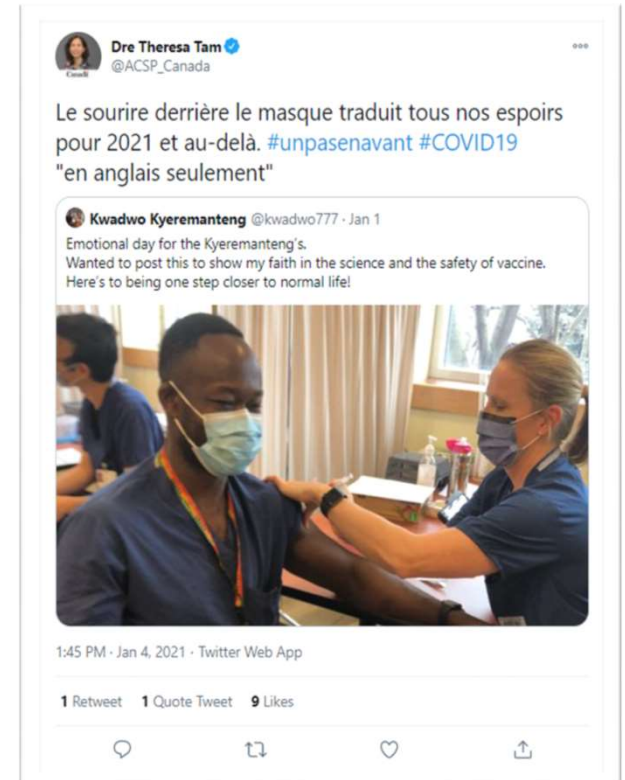 Dre Theresa Tam
@ACSP_Canada
Le sourire derrière le masque traduit tous nos espoirs
pour 2021 et au-delà. #unpasenavant #COVID19
"en anglais seulement"
Kwadwo Kyeremanteng @kwadwo777 · Jan 1
Emotional day for the Kyeremanteng's.
Wanted to post this to show my faith in the science and the safety of vaccine.
Here's to being one step closer to normal life!
1:45 PM · Jan 4, 2021 · Twitter Web App
1 Retweet 1 Quote Tweet 9 Likes